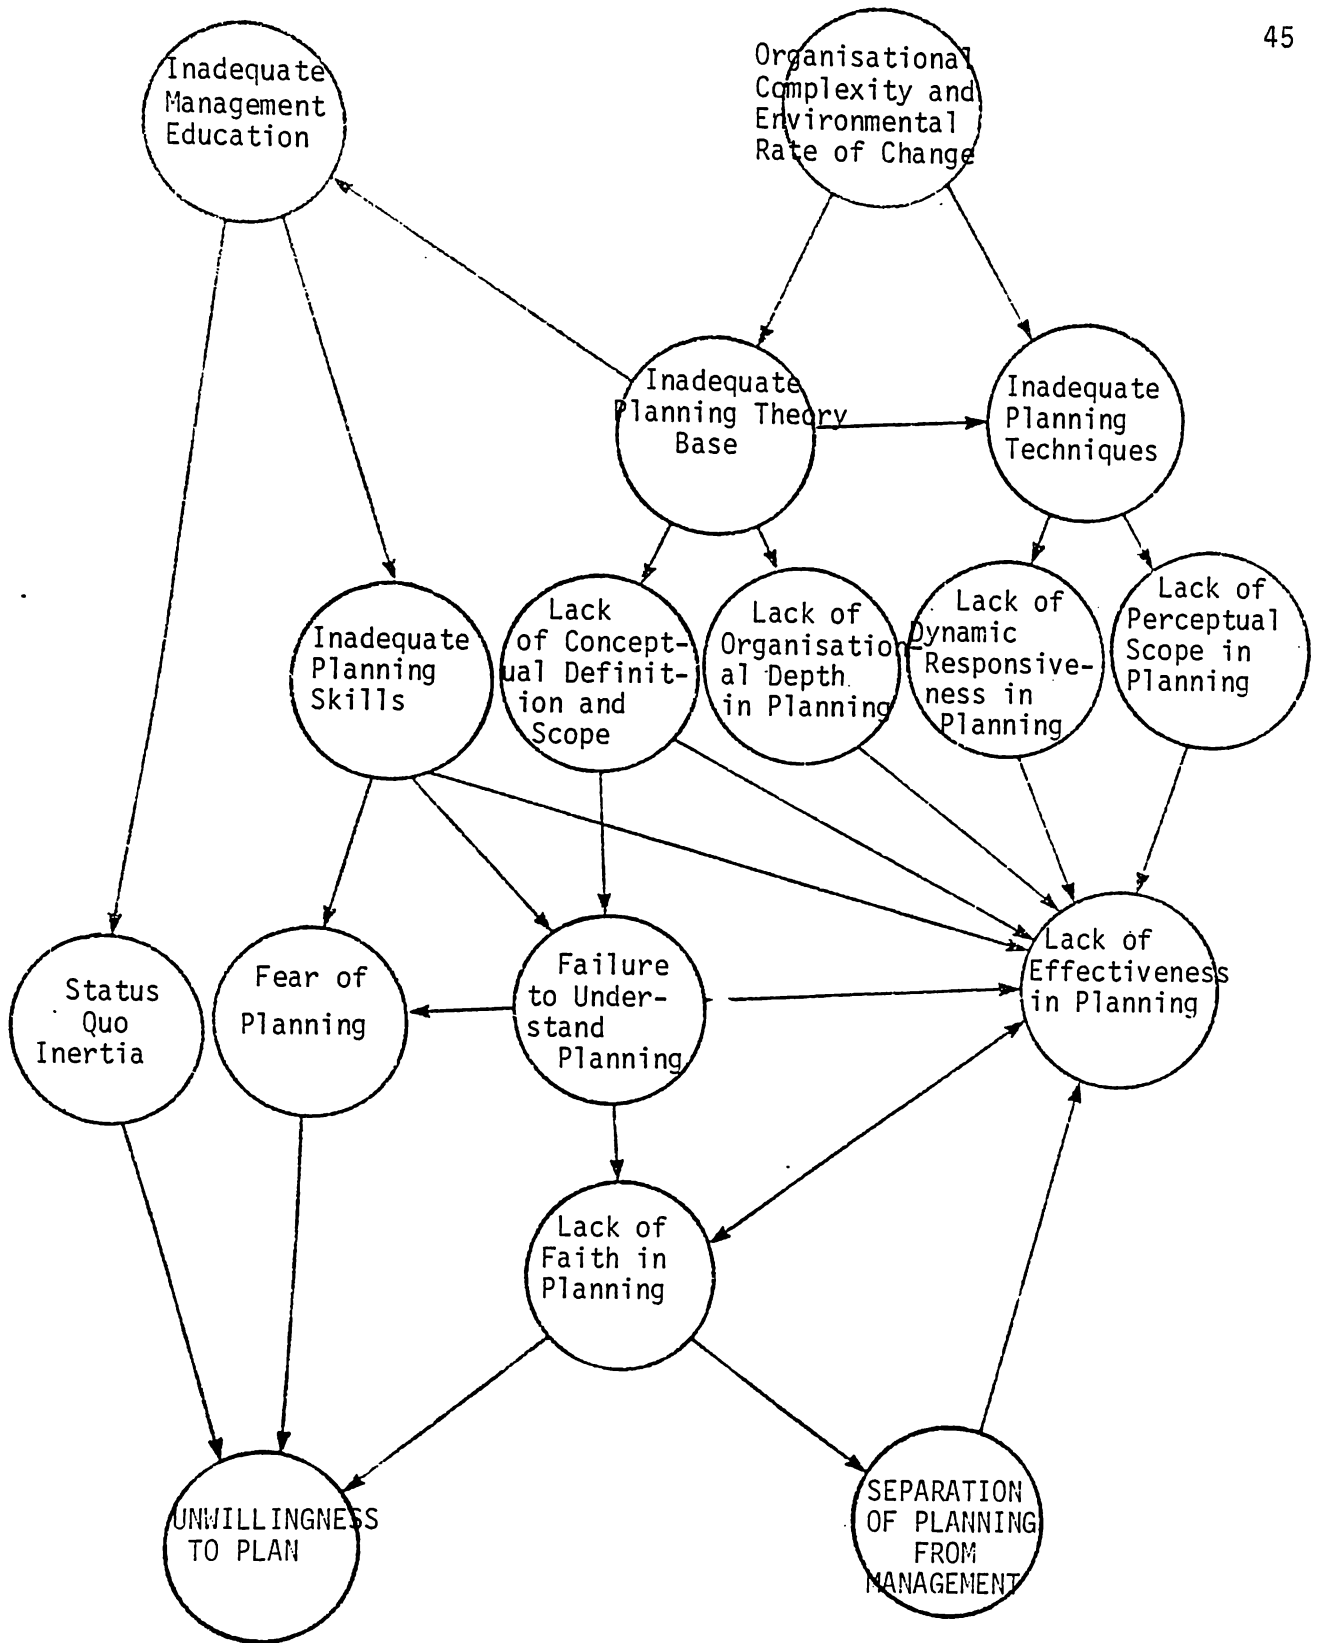 45
Inadequate
Management
Education
Organisational
Complexity and
Environmental
Rate of Change
Inadequate
Planning Theory
Base
Inadequate
Planning
Techniques
Inadequate
Planning
Skills
Lack
of Concept-
ual Definit-
ion and
Scope
Lack of
Organisation-
al Depth
in Planning
Lack of
Dynamic
Responsive-
ness in
Planning
Lack of
Perceptual
Scope in
Planning
Status
Quo
Inertia
Fear of
Planning
Failure
to Under-
stand
Planning
Lack of
Effectiveness
in Planning
Lack of
Faith in
Planning
UNWILLINGNESS
TO PLAN
SEPARATION
OF PLANNING
FROM
MANAGEMENT